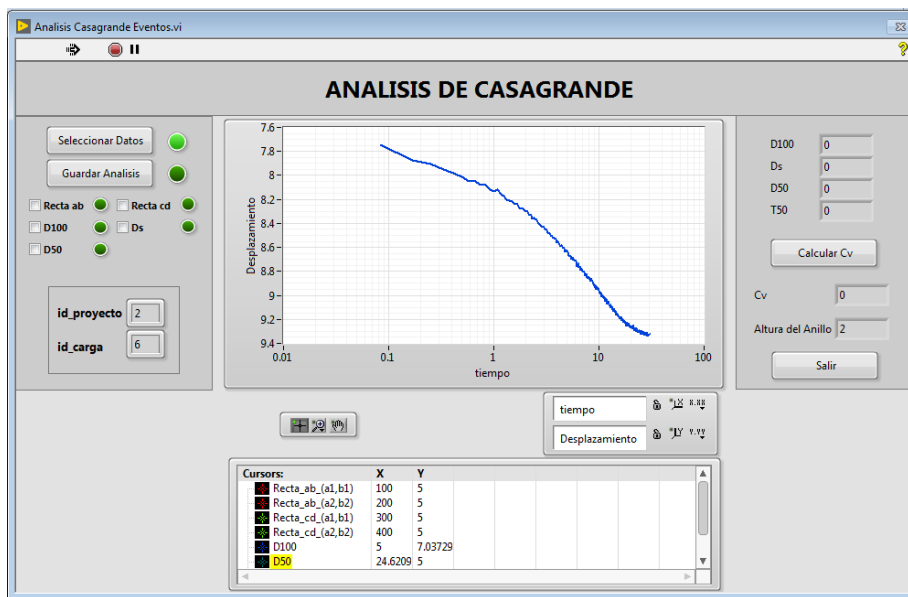 Analisis Casagrande Eventos.vi
ANALISIS DE CASAGRANDE
Seleccionar Datos
Guardar Analisis
Recta ab Recta cd
D100 Ds
D50
id_proyecto 2
id_carga 6
7.6
7.8
8
8.2
8.4
8.6
8.8
9
9.2
9.4
Desplazamiento
0.01 0.1 1 10 100
tiempo
D100 0
Ds 0
D50 0
T50 0
Calcular Cv
Cv 0
Altura del Anillo 2
Salir
tiempo
Desplazamiento
Cursors: X Y
Recta_ab_(a1,b1) 100 5
Recta_ab_(a2,b2) 200 5
Recta_cd_(a1,b1) 300 5
Recta_cd_(a2,b2) 400 5
D100 5 7.03729
D50 24.6209 5